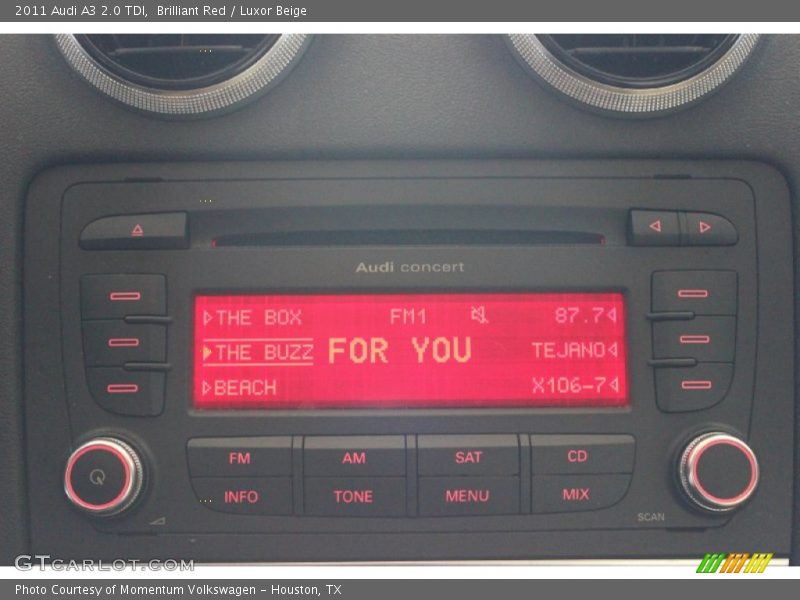 2011 Audi A3 2.0 TDI, Brilliant Red / Luxor Beige
Audi concert
THE BOX FM1 87.7
THE BUZZ FOR YOU TEJANO
BEACH X106-7
FM AM SAT CD
INFO TONE MENU MIX
SCAN
GTCARLOT.COM
Photo Courtesy of Momentum Volkswagen - Houston, TX